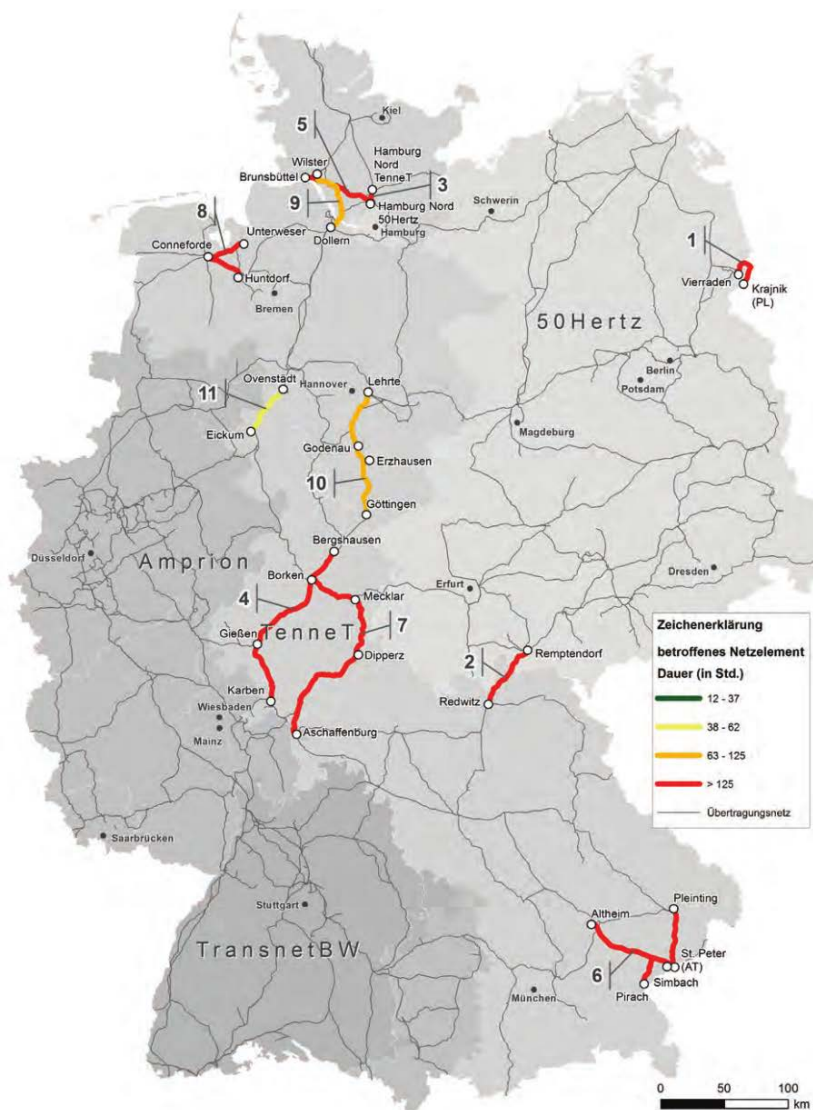 Kiel
5
Wilster
Hamburg
Nord
TenneT
Brunsbüttel
3
9
Hamburg Nord
50Hertz
Hamburg
Schwerin
8
Unterweser
Dollern
Conneforde
1
Huntdorf
Vierraden
Krajnik
(PL)
Bremen
50Hertz
Berlin
Potsdam
Ovenstädt
Hannover
Lehrte
11
Magdeburg
Eickum
Godenau
Erzhausen
10
Göttingen
Bergshausen
Düsseldorf
Amprion
Dresden
Borken
Erfurt
4
Mecklar
TenneT
7
Gießen
Dipperz
2
Remptendorf
Karben
Redwitz
Wiesbaden
Mainz
Aschaffenburg
Zeichenerklärung
betroffenes Netzelement
Dauer (in Std.)
12 - 37
38 - 62
63 - 125
> 125
Übertragungsnetz
Saarbrücken
Stuttgart
TransnetBW
Pleinting
Altheim
St. Peter
(AT)
6
Simbach
Pirach
München
0 50 100
km